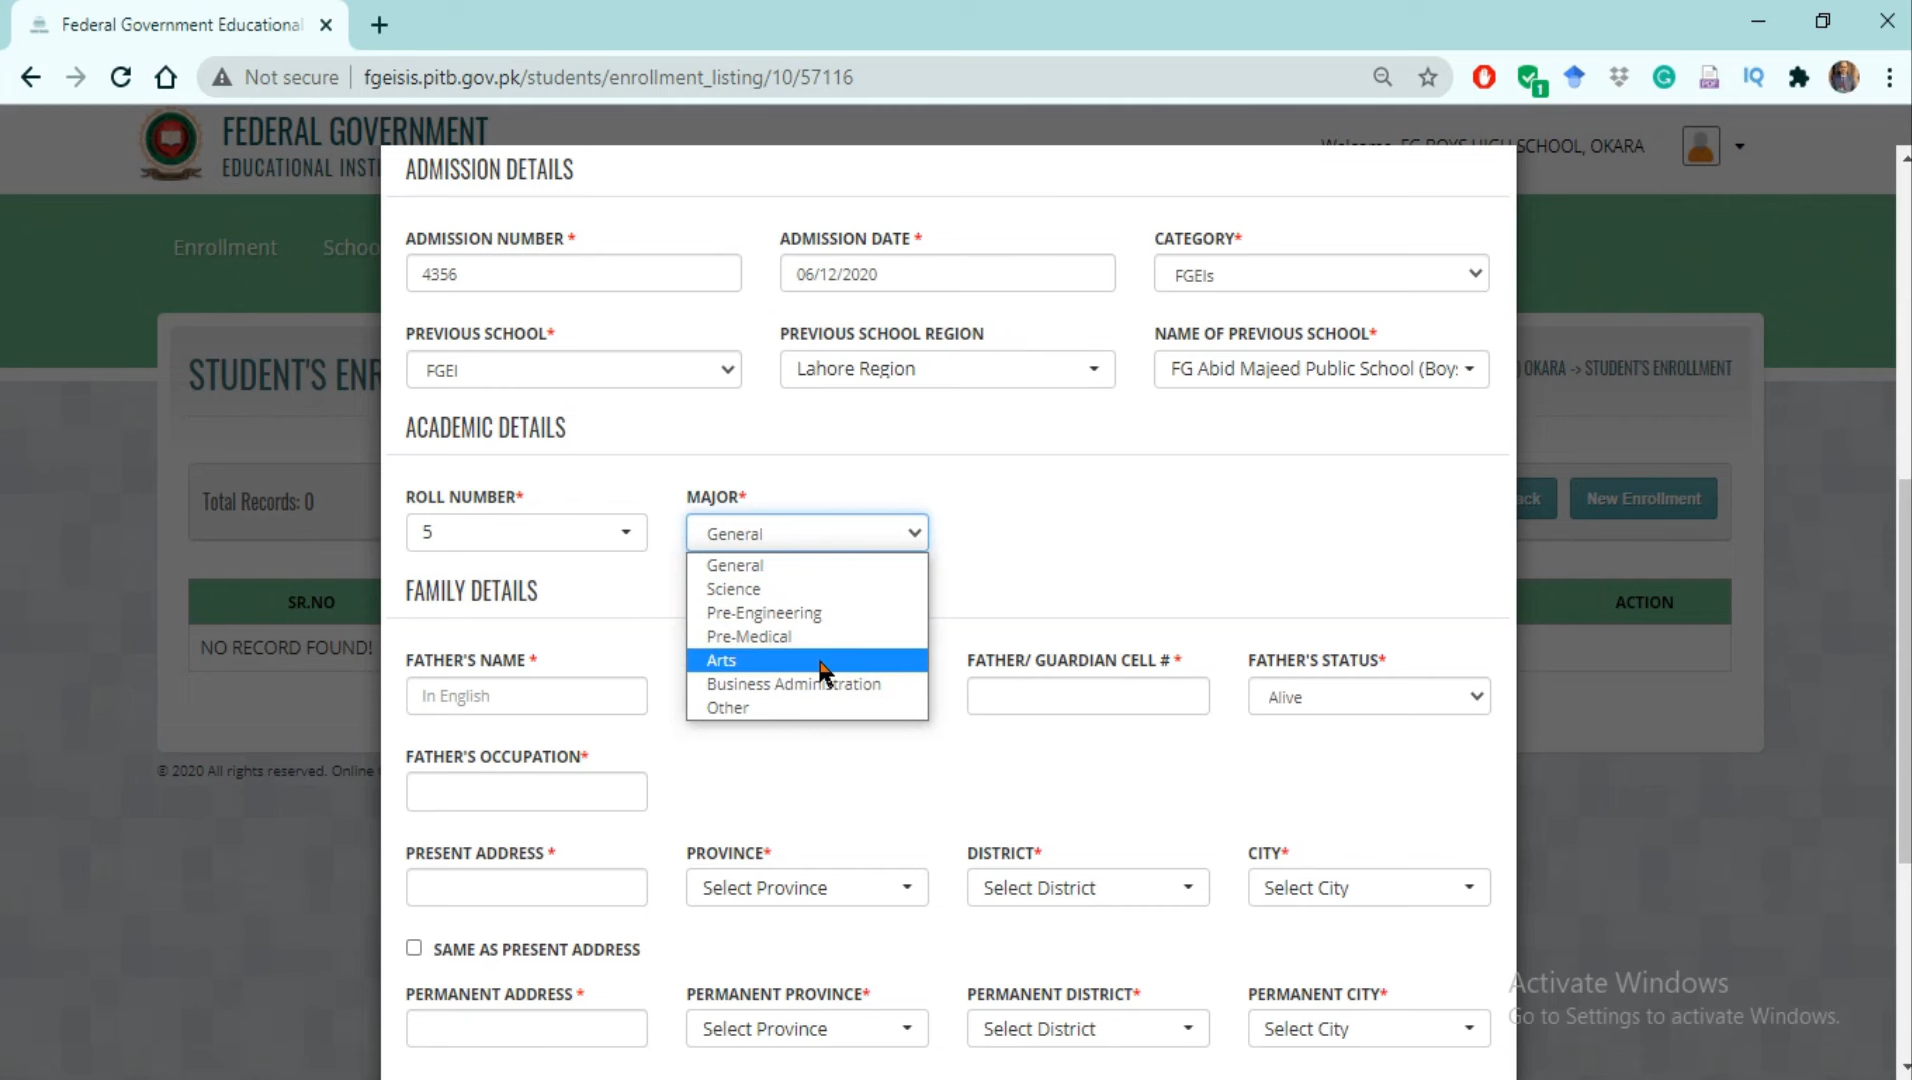 Federal Government Educational
Not secure
fgeisis.pitb.gov.pk/students/enrollment_listing/10/57116
1
IQ
FEDERAL GOVERNMENT
EDUCATIONAL INSTI
Welcome, FG BOYS HIGH SCHOOL, OKARA
Enrollment Schoo
ADMISSION DETAILS
ADMISSION NUMBER * ADMISSION DATE * CATEGORY*
4356 06/12/2020 FGEIs
PREVIOUS SCHOOL* PREVIOUS SCHOOL REGION NAME OF PREVIOUS SCHOOL*
FGEI Lahore Region FG Abid Majeed Public School (Boy:
STUDENT'S ENR
) OKARA -> STUDENT'S ENROLLMENT
ACADEMIC DETAILS
ROLL NUMBER* MAJOR*
5 General
General
Science
Pre-Engineering
Pre-Medical
Arts
Business Administration
Other
Total Records: 0
ack
New Enrollment
SR.NO ACTION
NO RECORD FOUND!
FAMILY DETAILS
FATHER'S NAME * FATHER/ GUARDIAN CELL # * FATHER'S STATUS*
In English Alive
FATHER'S OCCUPATION*
© 2020 All rights reserved. Online
PRESENT ADDRESS * PROVINCE* DISTRICT* CITY*
Select Province Select District Select City
SAME AS PRESENT ADDRESS
PERMANENT ADDRESS * PERMANENT PROVINCE* PERMANENT DISTRICT* PERMANENT CITY*
Select Province Select District Select City
Activate Windows
Go to Settings to activate Windows.